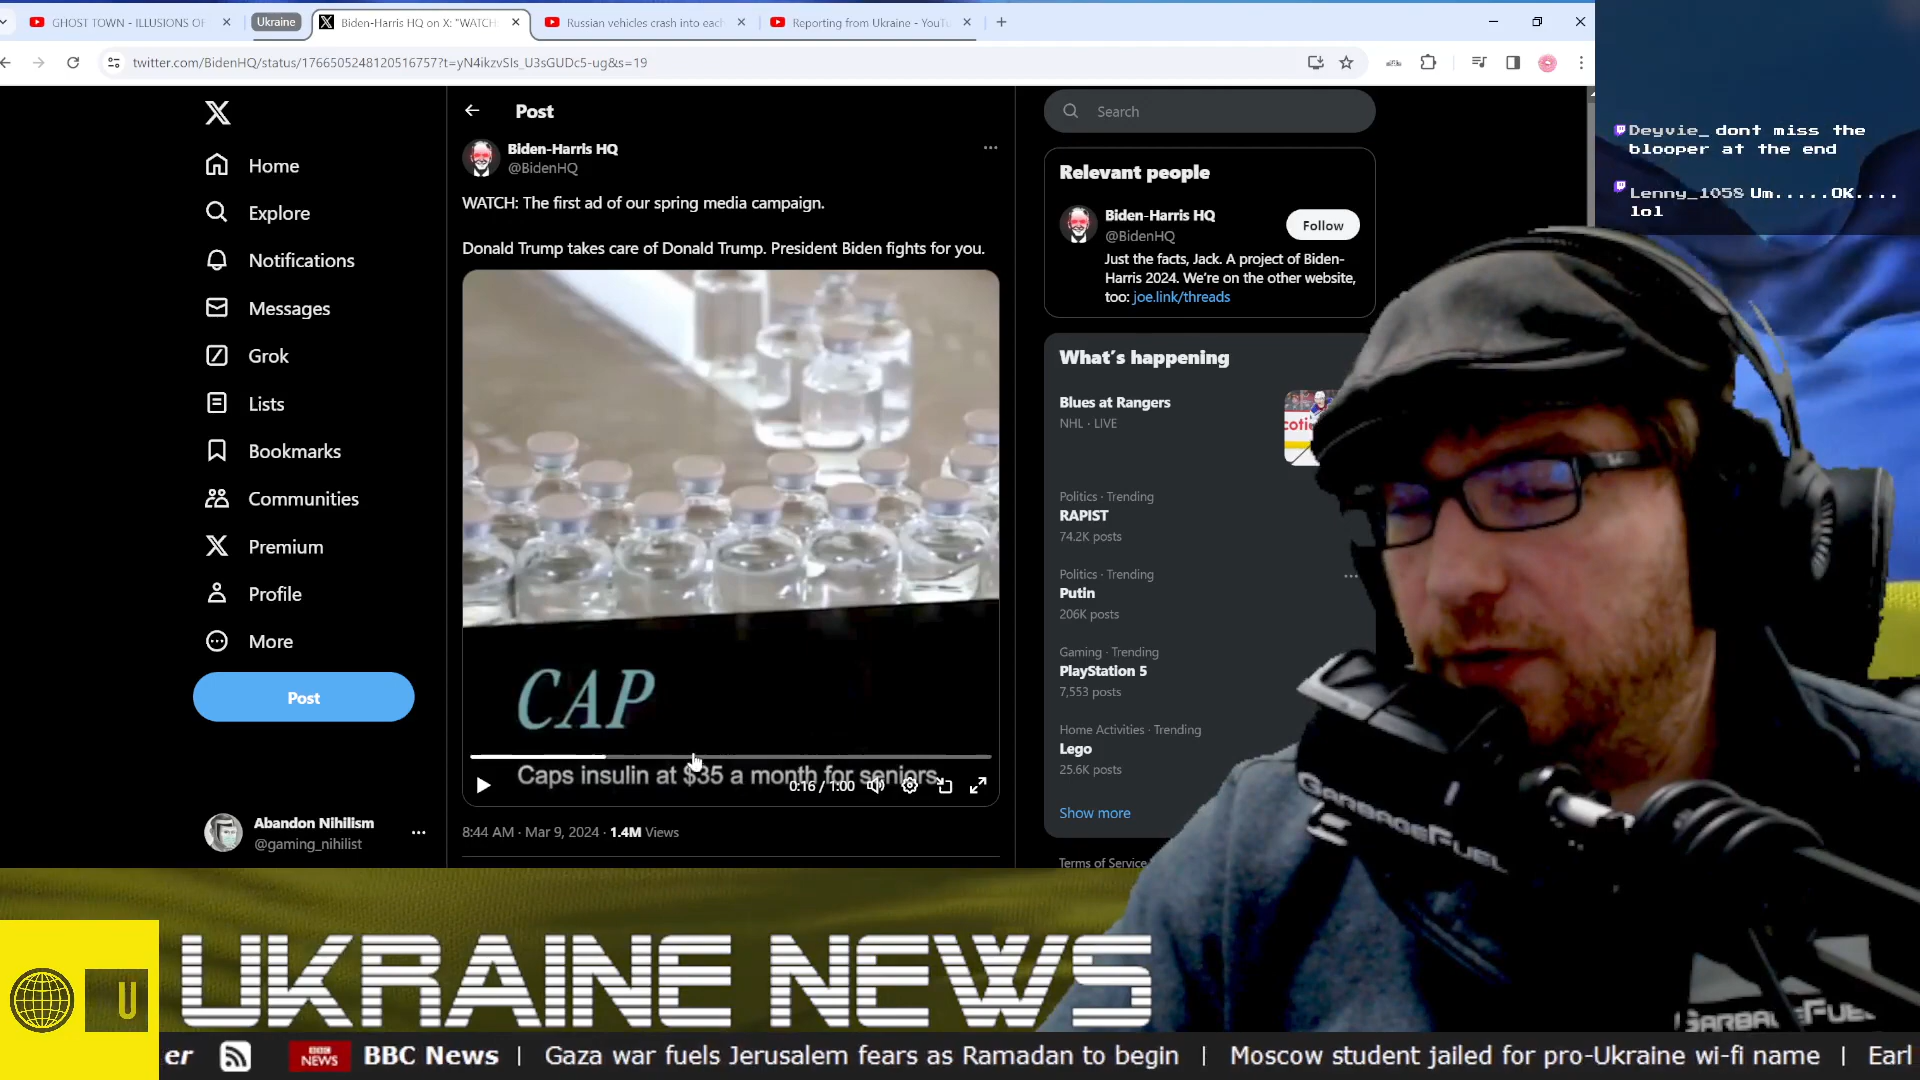 GHOST TOWN - ILLUSIONS OF
Ukraine
Biden-Harris HQ on X: "WATCH
Russian vehicles crash into each
Reporting from Ukraine - YouTu
twitter.com/BidenHQ/status/1766505248120516757?t=yN4ikzvSIs_U3sGUDc5-ug&s=19
Home
Explore
Notifications
Messages
Grok
Lists
Bookmarks
Communities
Premium
Profile
More
Post
Abandon Nihilism
@gaming_nihilist
Post
Biden-Harris HQ
@BidenHQ
WATCH: The first ad of our spring media campaign.
Donald Trump takes care of Donald Trump. President Biden fights for you.
CAP
Caps insulin at $35 a month for seniors.
0:16 / 1:00
8:44 AM · Mar 9, 2024 · 1.4M Views
Search
Relevant people
Biden-Harris HQ
@BidenHQ
Follow
Just the facts, Jack. A project of Biden-
Harris 2024. We're on the other website,
too: joe.link/threads
What's happening
Blues at Rangers
NHL · LIVE
Politics · Trending
RAPIST
74.2K posts
Politics · Trending
Putin
206K posts
Gaming · Trending
PlayStation 5
7,553 posts
Home Activities · Trending
Lego
25.6K posts
Show more
Terms of Service
Deyvie_ dont miss the
blooper at the end
Lenny_1058 Um.....OK....
lol
GARBAGEFUEL
GARBAGEFUEL
U
UKRAINE NEWS
er BBC NEWS BBC News | Gaza war fuels Jerusalem fears as Ramadan to begin | Moscow student jailed for pro-Ukraine wi-fi name | Earl